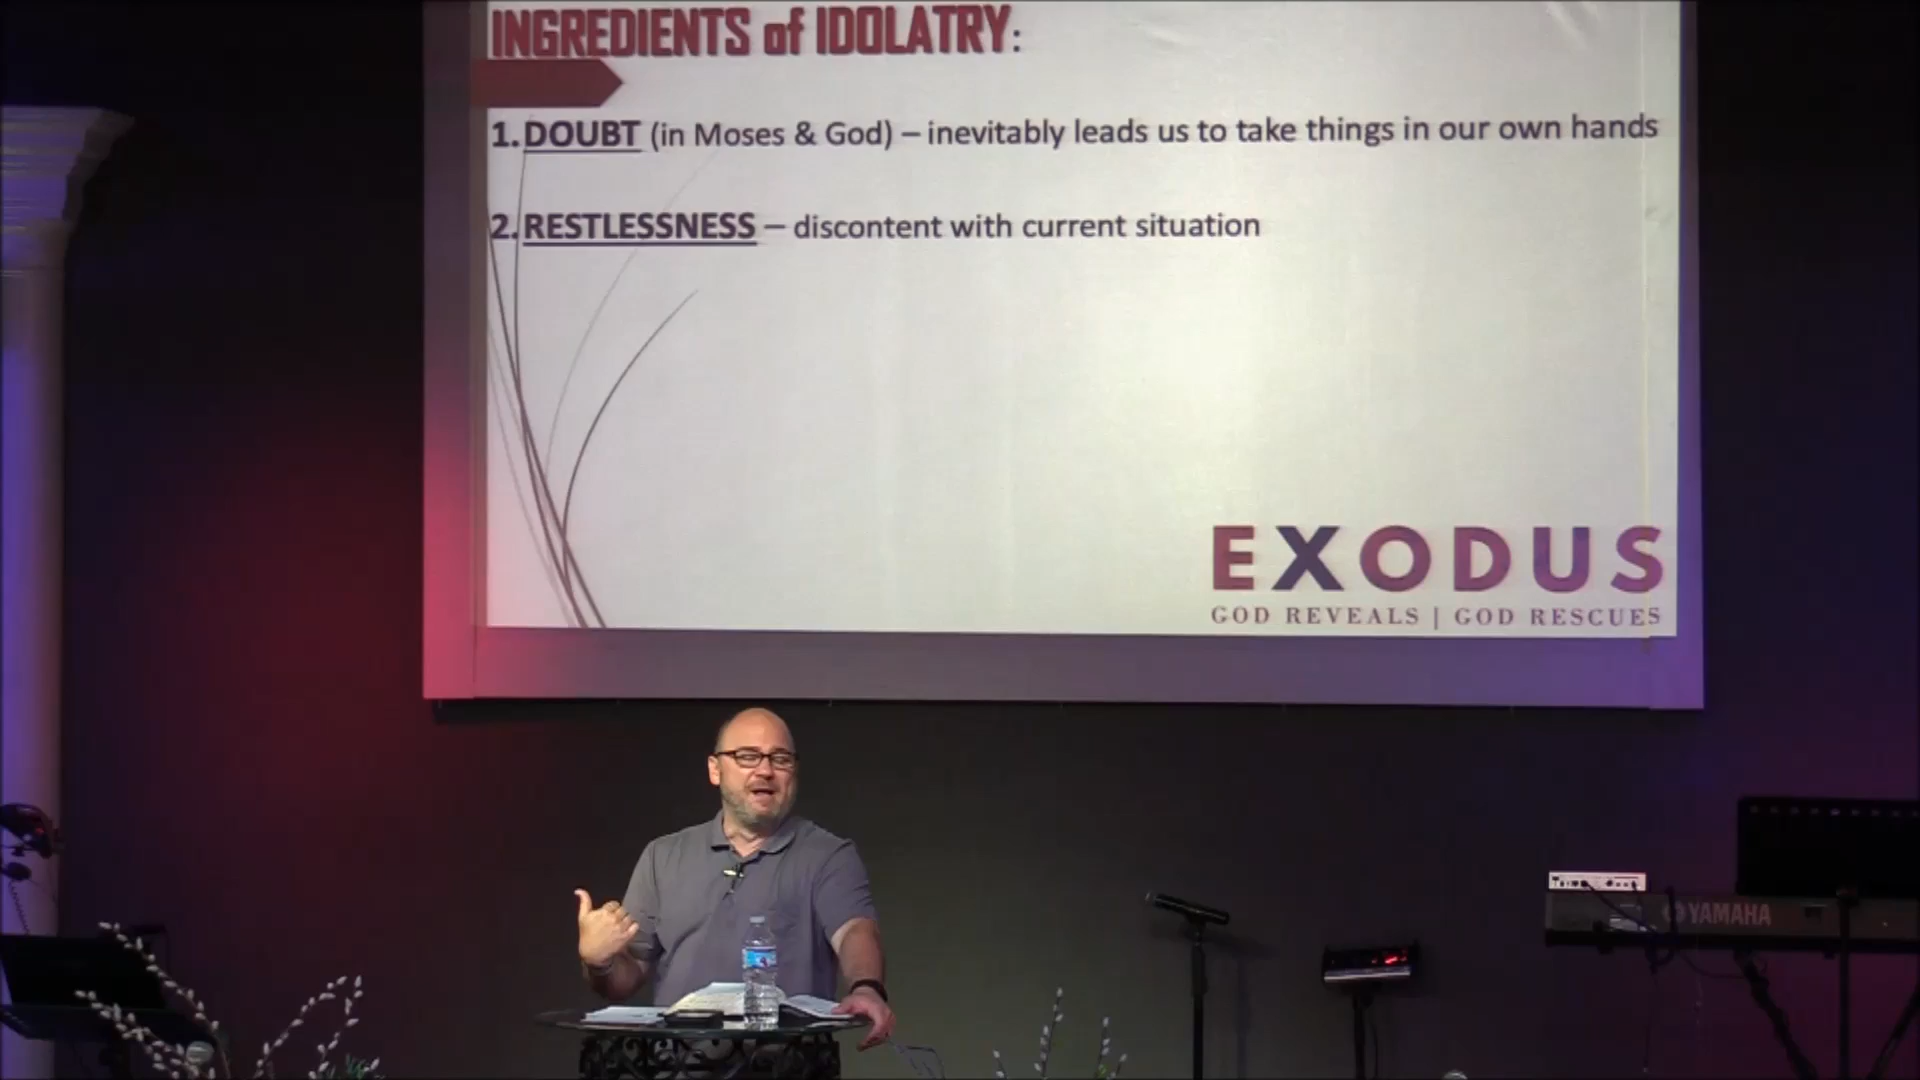 INGREDIENTS of IDOLATRY:
1. DOUBT (in Moses & God) – inevitably leads us to take things in our own hands
2. RESTLESSNESS – discontent with current situation
EXODUS
GOD REVEALS | GOD RESCUES
YAMAHA